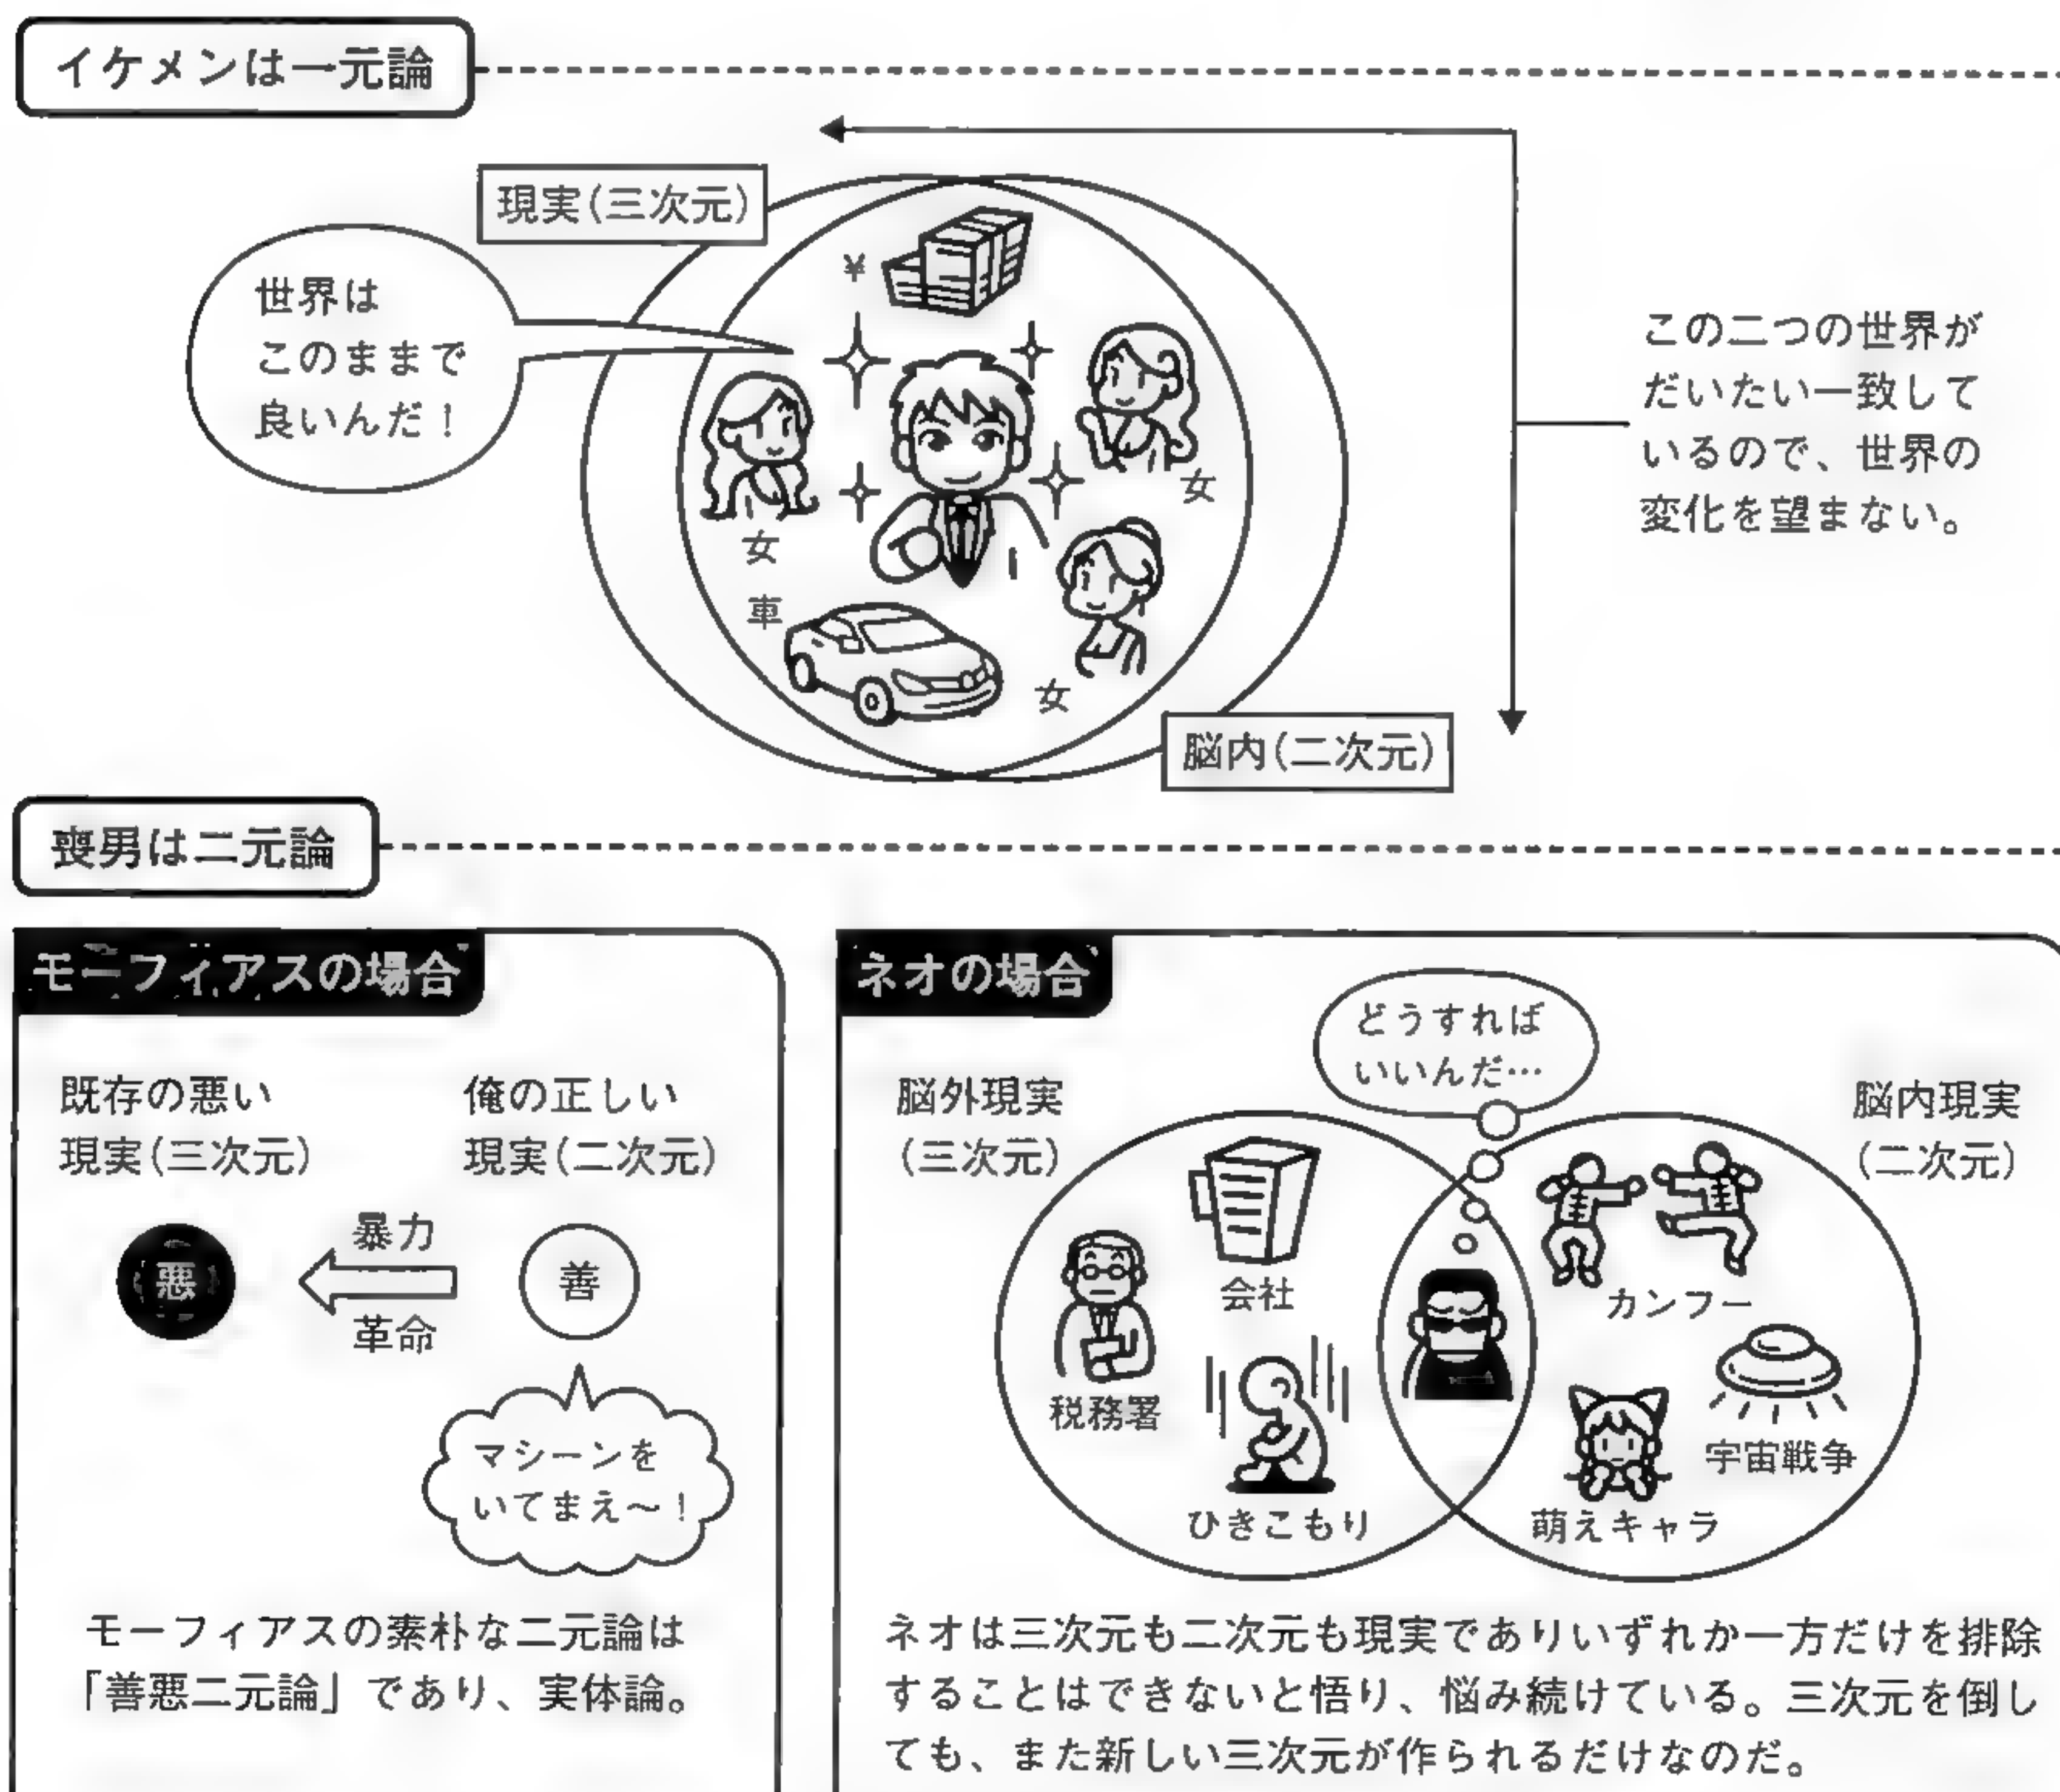 イケメンは一元論
現実(三次元)
世界は
このままで
良いんだ！
¥
女
女
車
女
脳内(二次元)
この二つの世界が
だいたい一致して
いるので、世界の
変化を望まない。
喪男は二元論
モーフィアスの場合
既存の悪い
現実(三次元)
俺の正しい
現実(二次元)
悪
暴力
革命
善
マシーンを
いてまえ〜！
モーフィアスの素朴な二元論は
「善悪二元論」であり、実体論。
ネオの場合
どうすれば
いいんだ…
脳外現実
(三次元)
脳内現実
(二次元)
会社
税務署
ひきこもり
カンフー
宇宙戦争
萌えキャラ
ネオは三次元も二次元も現実でありいずれか一方だけを排除
することはできないと悟り、悩み続けている。三次元を倒し
ても、また新しい三次元が作られるだけなのだ。